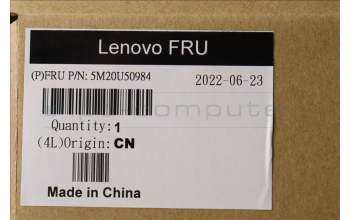 Lenovo FRU
(P)FRU P/N: 5M20U50984
2022-06-23
Quantity:1
(4L)Origin: CN
Made in China